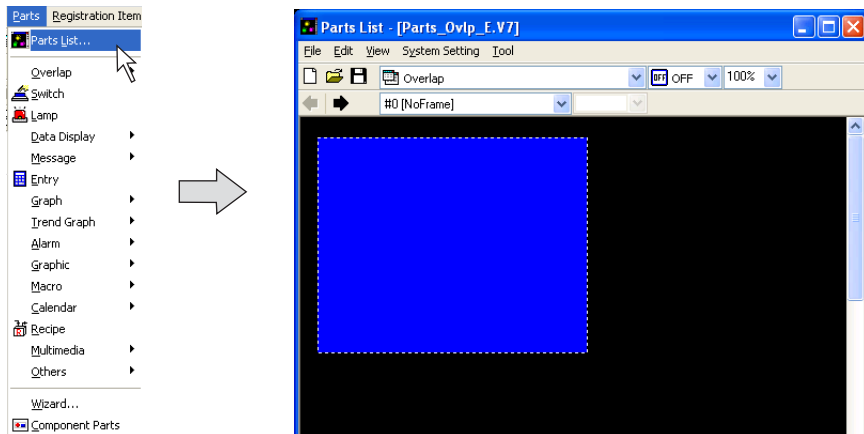 Parts Registration Item
Parts List...
Overlap
Switch
Lamp
Data Display
Message
Entry
Graph
Trend Graph
Alarm
Graphic
Macro
Calendar
Recipe
Multimedia
Others
Wizard...
Component Parts
Parts List - [Parts_Ovlp_E.V7]
File Edit View System Setting Tool
Overlap OFF OFF 100%
#0 [NoFrame]